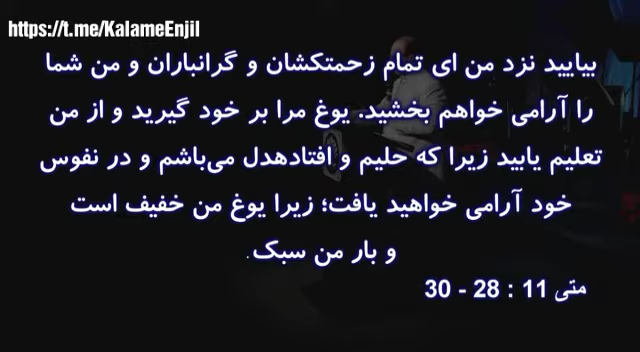 https://t.me/KalameEnjil
بیایید نزد من ای تمام زحمتکشان و گرانباران و من شما
را آرامی خواهم بخشید. یوغ مرا بر خود گیرید و از من
تعلیم یابید زیرا که حلیم و افتادهدل می‌باشم و در نفوس
خود آرامی خواهید یافت؛ زیرا یوغ من خفیف است
و بار من سبک.
متی 11 : 28 - 30